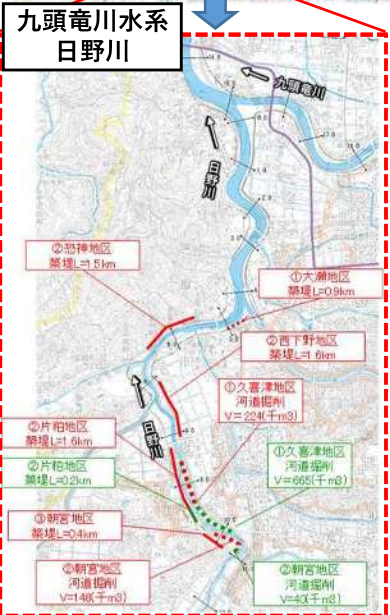 九頭竜川水系
日野川
九頭竜川
日野川
②恐神地区
築堤L=1.5km
①大瀬地区
築堤L=0.9km
②西下野地区
築堤L=1.6km
①久喜津地区
河道掘削
V=224(千m3)
②片粕地区
築堤L=1.6km
日野川
②片粕地区
築堤L=0.2km
①久喜津地区
河道掘削
V=665(千m3)
③朝宮地区
築堤L=0.4km
②朝宮地区
河道掘削
V=148(千m3)
②朝宮地区
河道掘削
V=40(千m3)